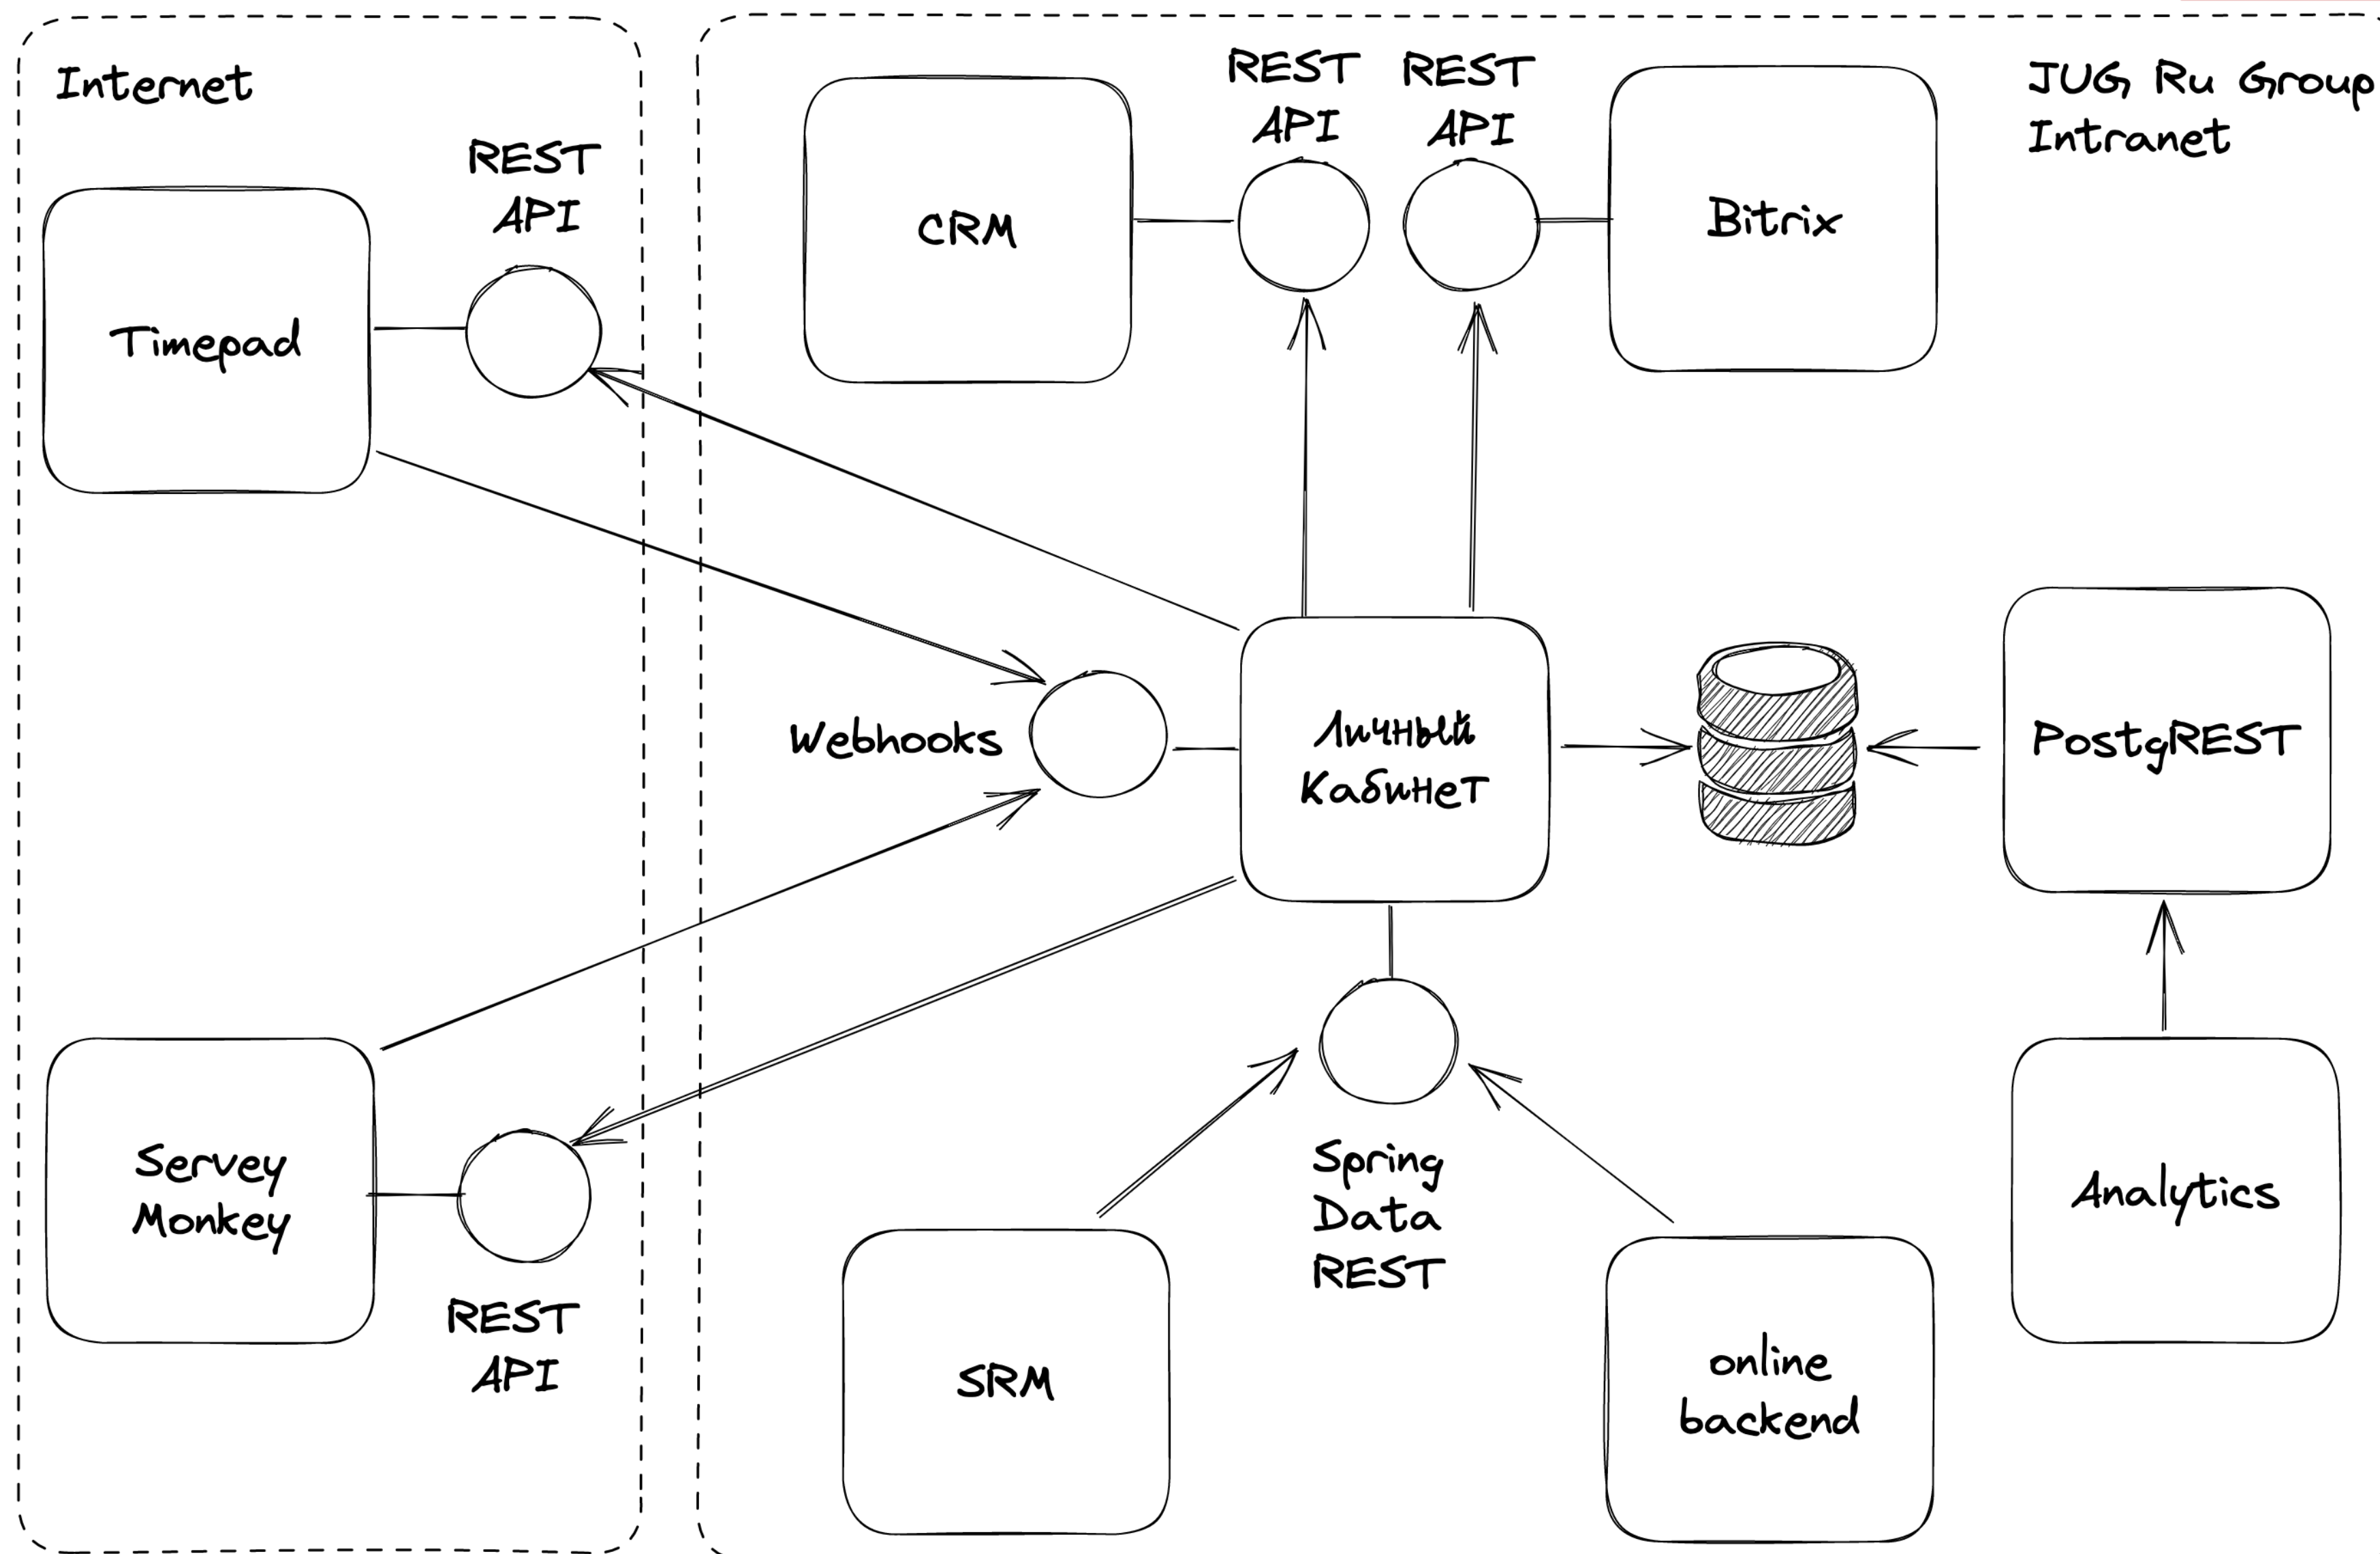 Internet
REST
API
Timepad
Servey
Monkey
REST
API
JUG Ru Group
Intranet
CRM
REST
API
REST
API
Bitrix
Webhooks
Личный
Кабинет
PostgREST
Spring
Data
REST
SRM
online
backend
Analytics